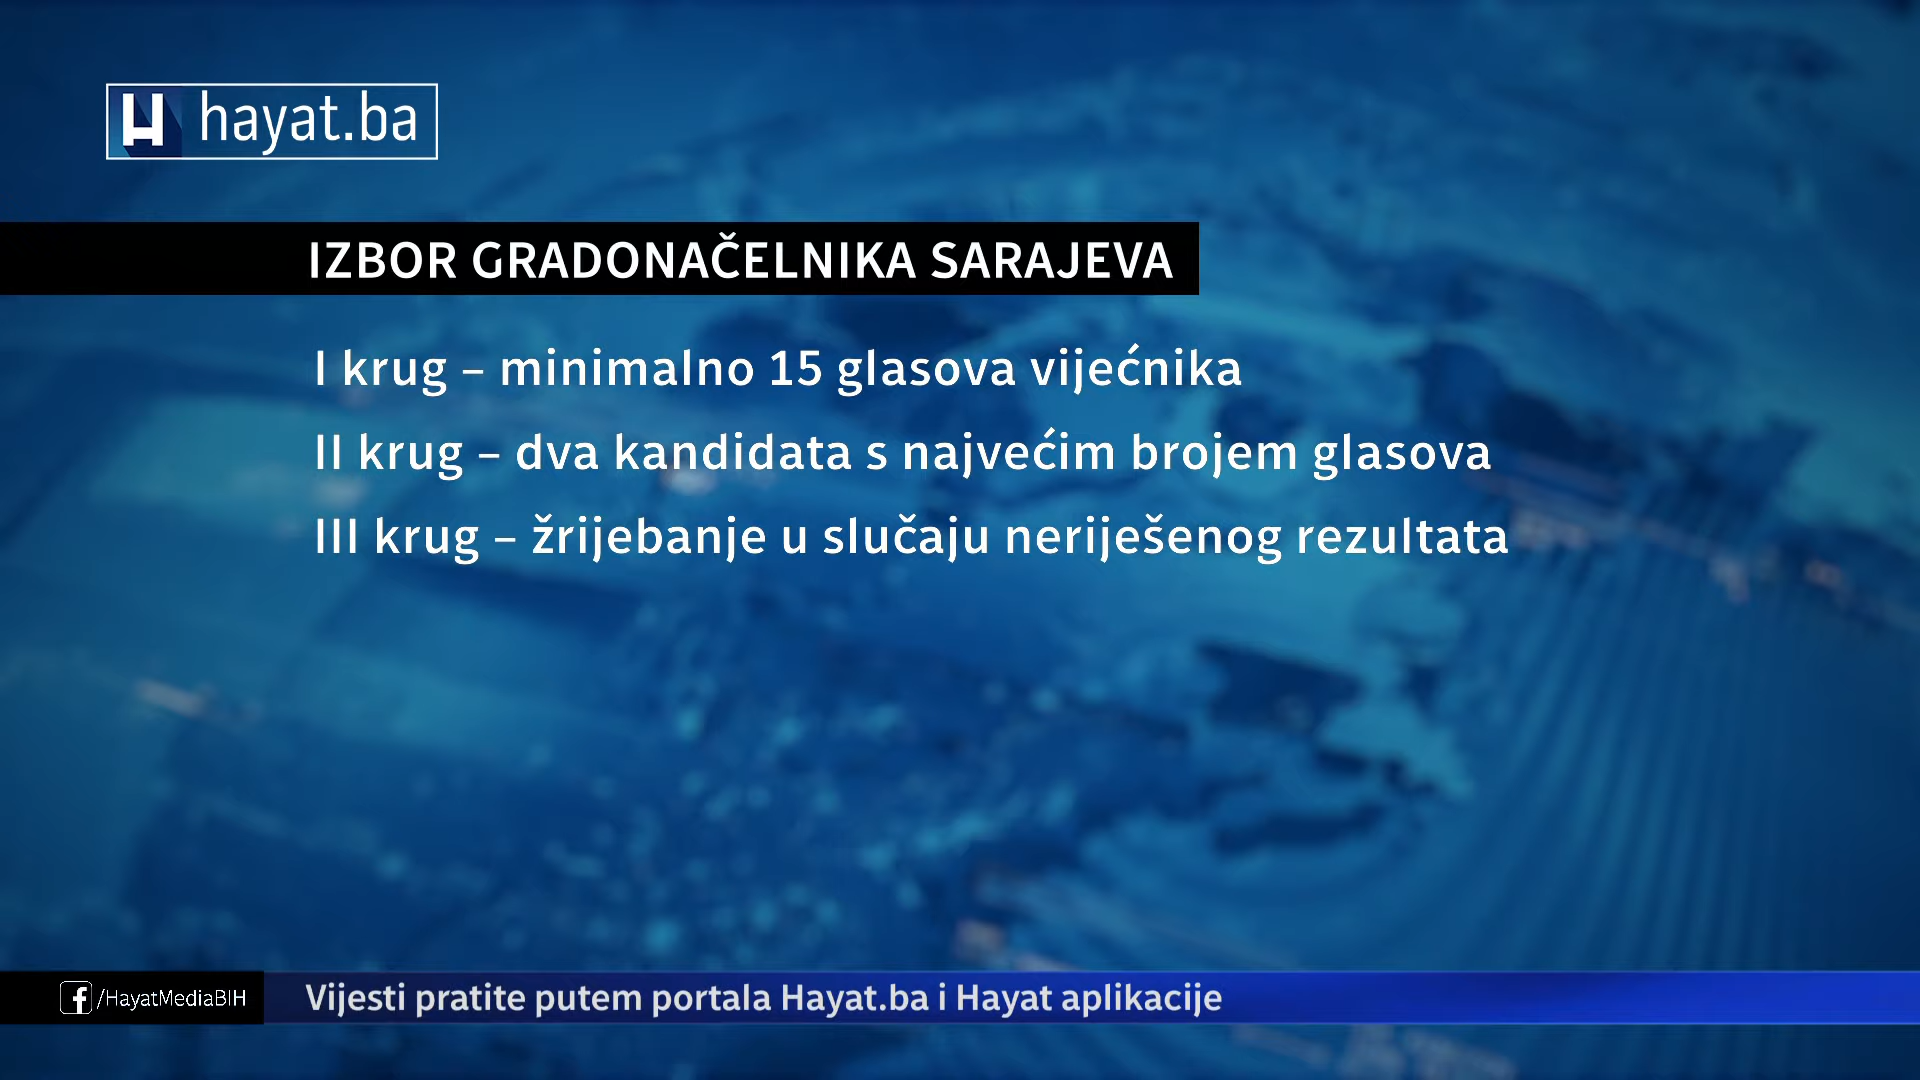 hayat.ba
IZBOR GRADONAČELNIKA SARAJEVA
I krug – minimalno 15 glasova vijećnika
II krug – dva kandidata s najvećim brojem glasova
III krug – žrijebanje u slučaju neriješenog rezultata
/HayatMediaBIH
Vijesti pratite putem portala Hayat.ba i Hayat aplikacije